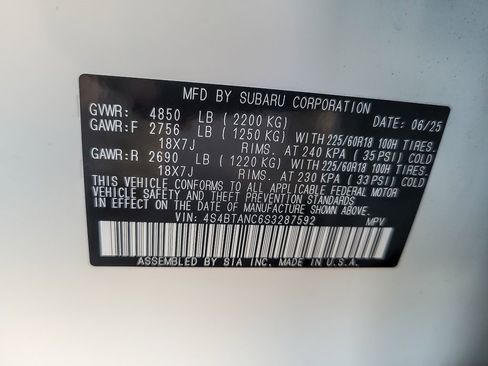 MFD BY SUBARU CORPORATION
GVWR: 4850 LB (2200 KG) DATE: 06/25
GAWR:F 2756 LB (1250 KG) WITH 225/60R18 100H TIRES.
18X7J RIMS. AT 240 KPA (35PSI) COLD
GAWR:R 2690 LB (1220 KG) WITH 225/60R18 100H TIRES.
18X7J RIMS. AT 230 KPA (33PSI) COLD
THIS VEHICLE CONFORMS TO ALL APPLICABLE FEDERAL MOTOR
VEHICLE SAFETY AND THEFT PREVENTION STANDARDS
IN EFFECT ON THE DATE OF MANUFACTURE SHOWN ABOVE.
VIN: 4S4BTANC6S3287592 MPV
ASSEMBLED BY SIA INC. MADE IN U.S.A.